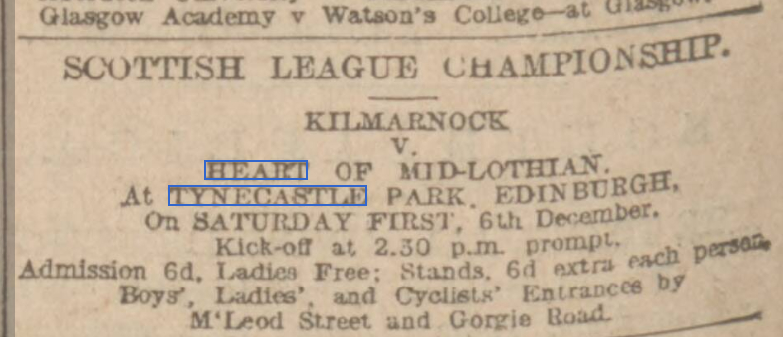 Glasgow Academy v Watson's College—at Glasgow.
SCOTTISH LEAGUE CHAMPIONSHIP.
KILMARNOCK
V.
HEART OF MID-LOTHIAN.
At TYNECASTLE PARK, EDINBURGH,
On SATURDAY FIRST, 6th December.
Kick-off at 2.30 p.m. prompt.
Admission 6d, Ladies Free; Stands, 6d extra each person.
Boys', Ladies', and Cyclists' Entrances by
M'Leod Street and Gorgie Road.